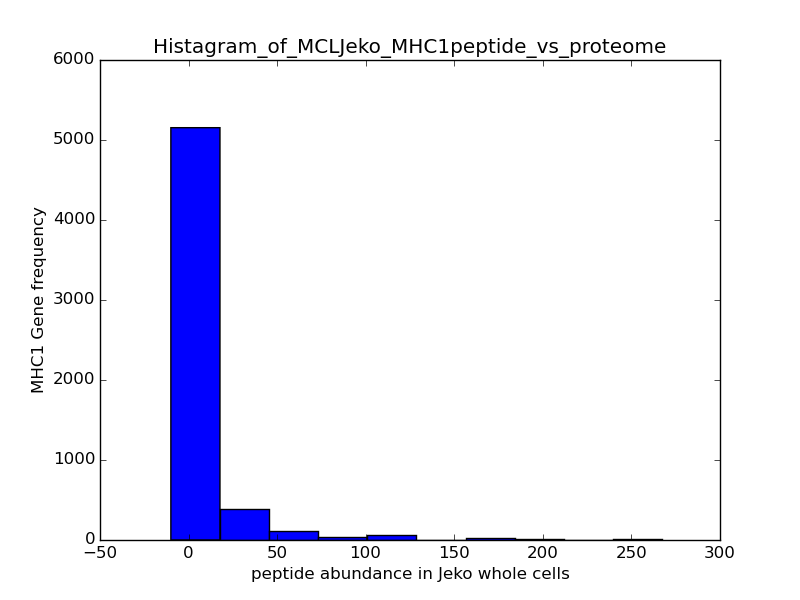 Histagram_of_MCLJeko_MHC1peptide_vs_proteome
6000
5000
4000
3000
2000
1000
0
MHC1 Gene frequency
−50 0 50 100 150 200 250 300
peptide abundance in Jeko whole cells